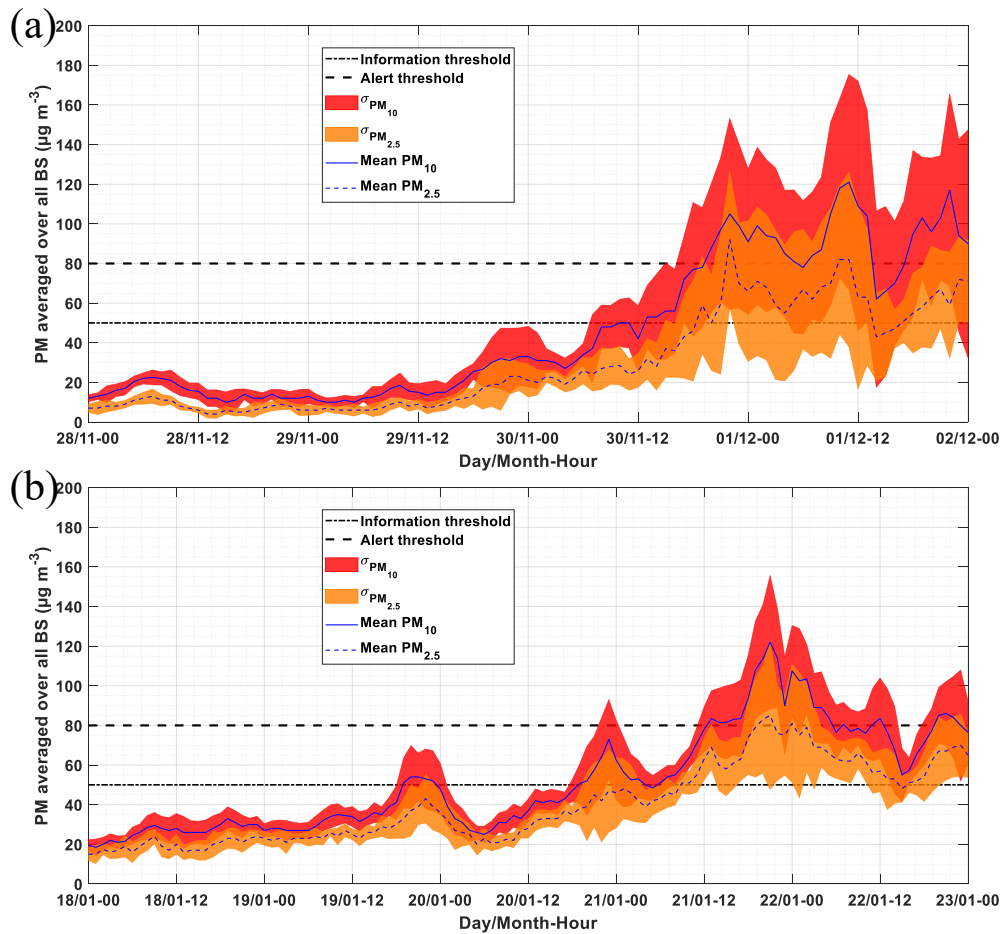 (a)
200
180
160
140
120
100
80
60
40
20
0
PM averaged over all BS (µg m⁻³)
Information threshold
Alert threshold
σPM₁₀
σPM₂.₅
Mean PM₁₀
Mean PM₂.₅
28/11-00 28/11-12 29/11-00 29/11-12 30/11-00 30/11-12 01/12-00 01/12-12 02/12-00
Day/Month-Hour
(b)
200
180
160
140
120
100
80
60
40
20
0
PM averaged over all BS (µg m⁻³)
Information threshold
Alert threshold
σPM₁₀
σPM₂.₅
Mean PM₁₀
Mean PM₂.₅
18/01-00 18/01-12 19/01-00 19/01-12 20/01-00 20/01-12 21/01-00 21/01-12 22/01-00 22/01-12 23/01-00
Day/Month-Hour